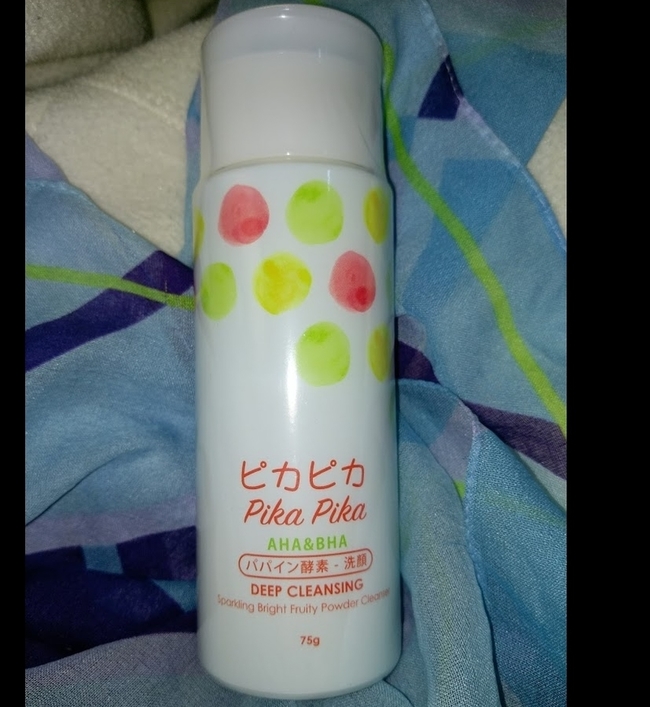 ピカピカ
Pika Pika
AHA&BHA
パパイン酵素 - 洗顔
DEEP CLEANSING
Sparkling Bright Fruity Powder Cleanser
75g